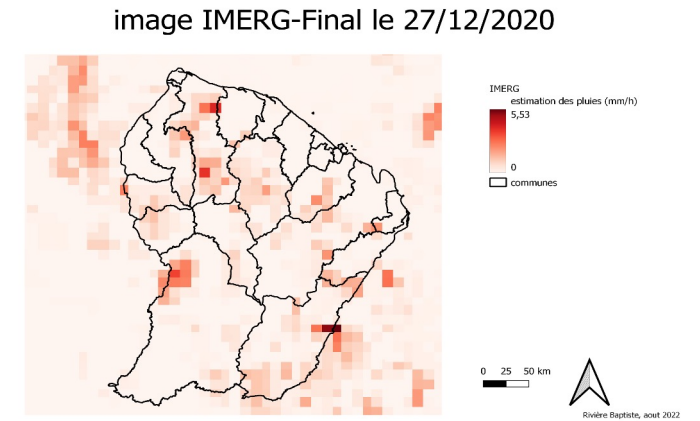 image IMERG-Final le 27/12/2020
IMERG
estimation des pluies (mm/h)
5,53
0
communes
0 25 50 km
Rivière Baptiste, aout 2022